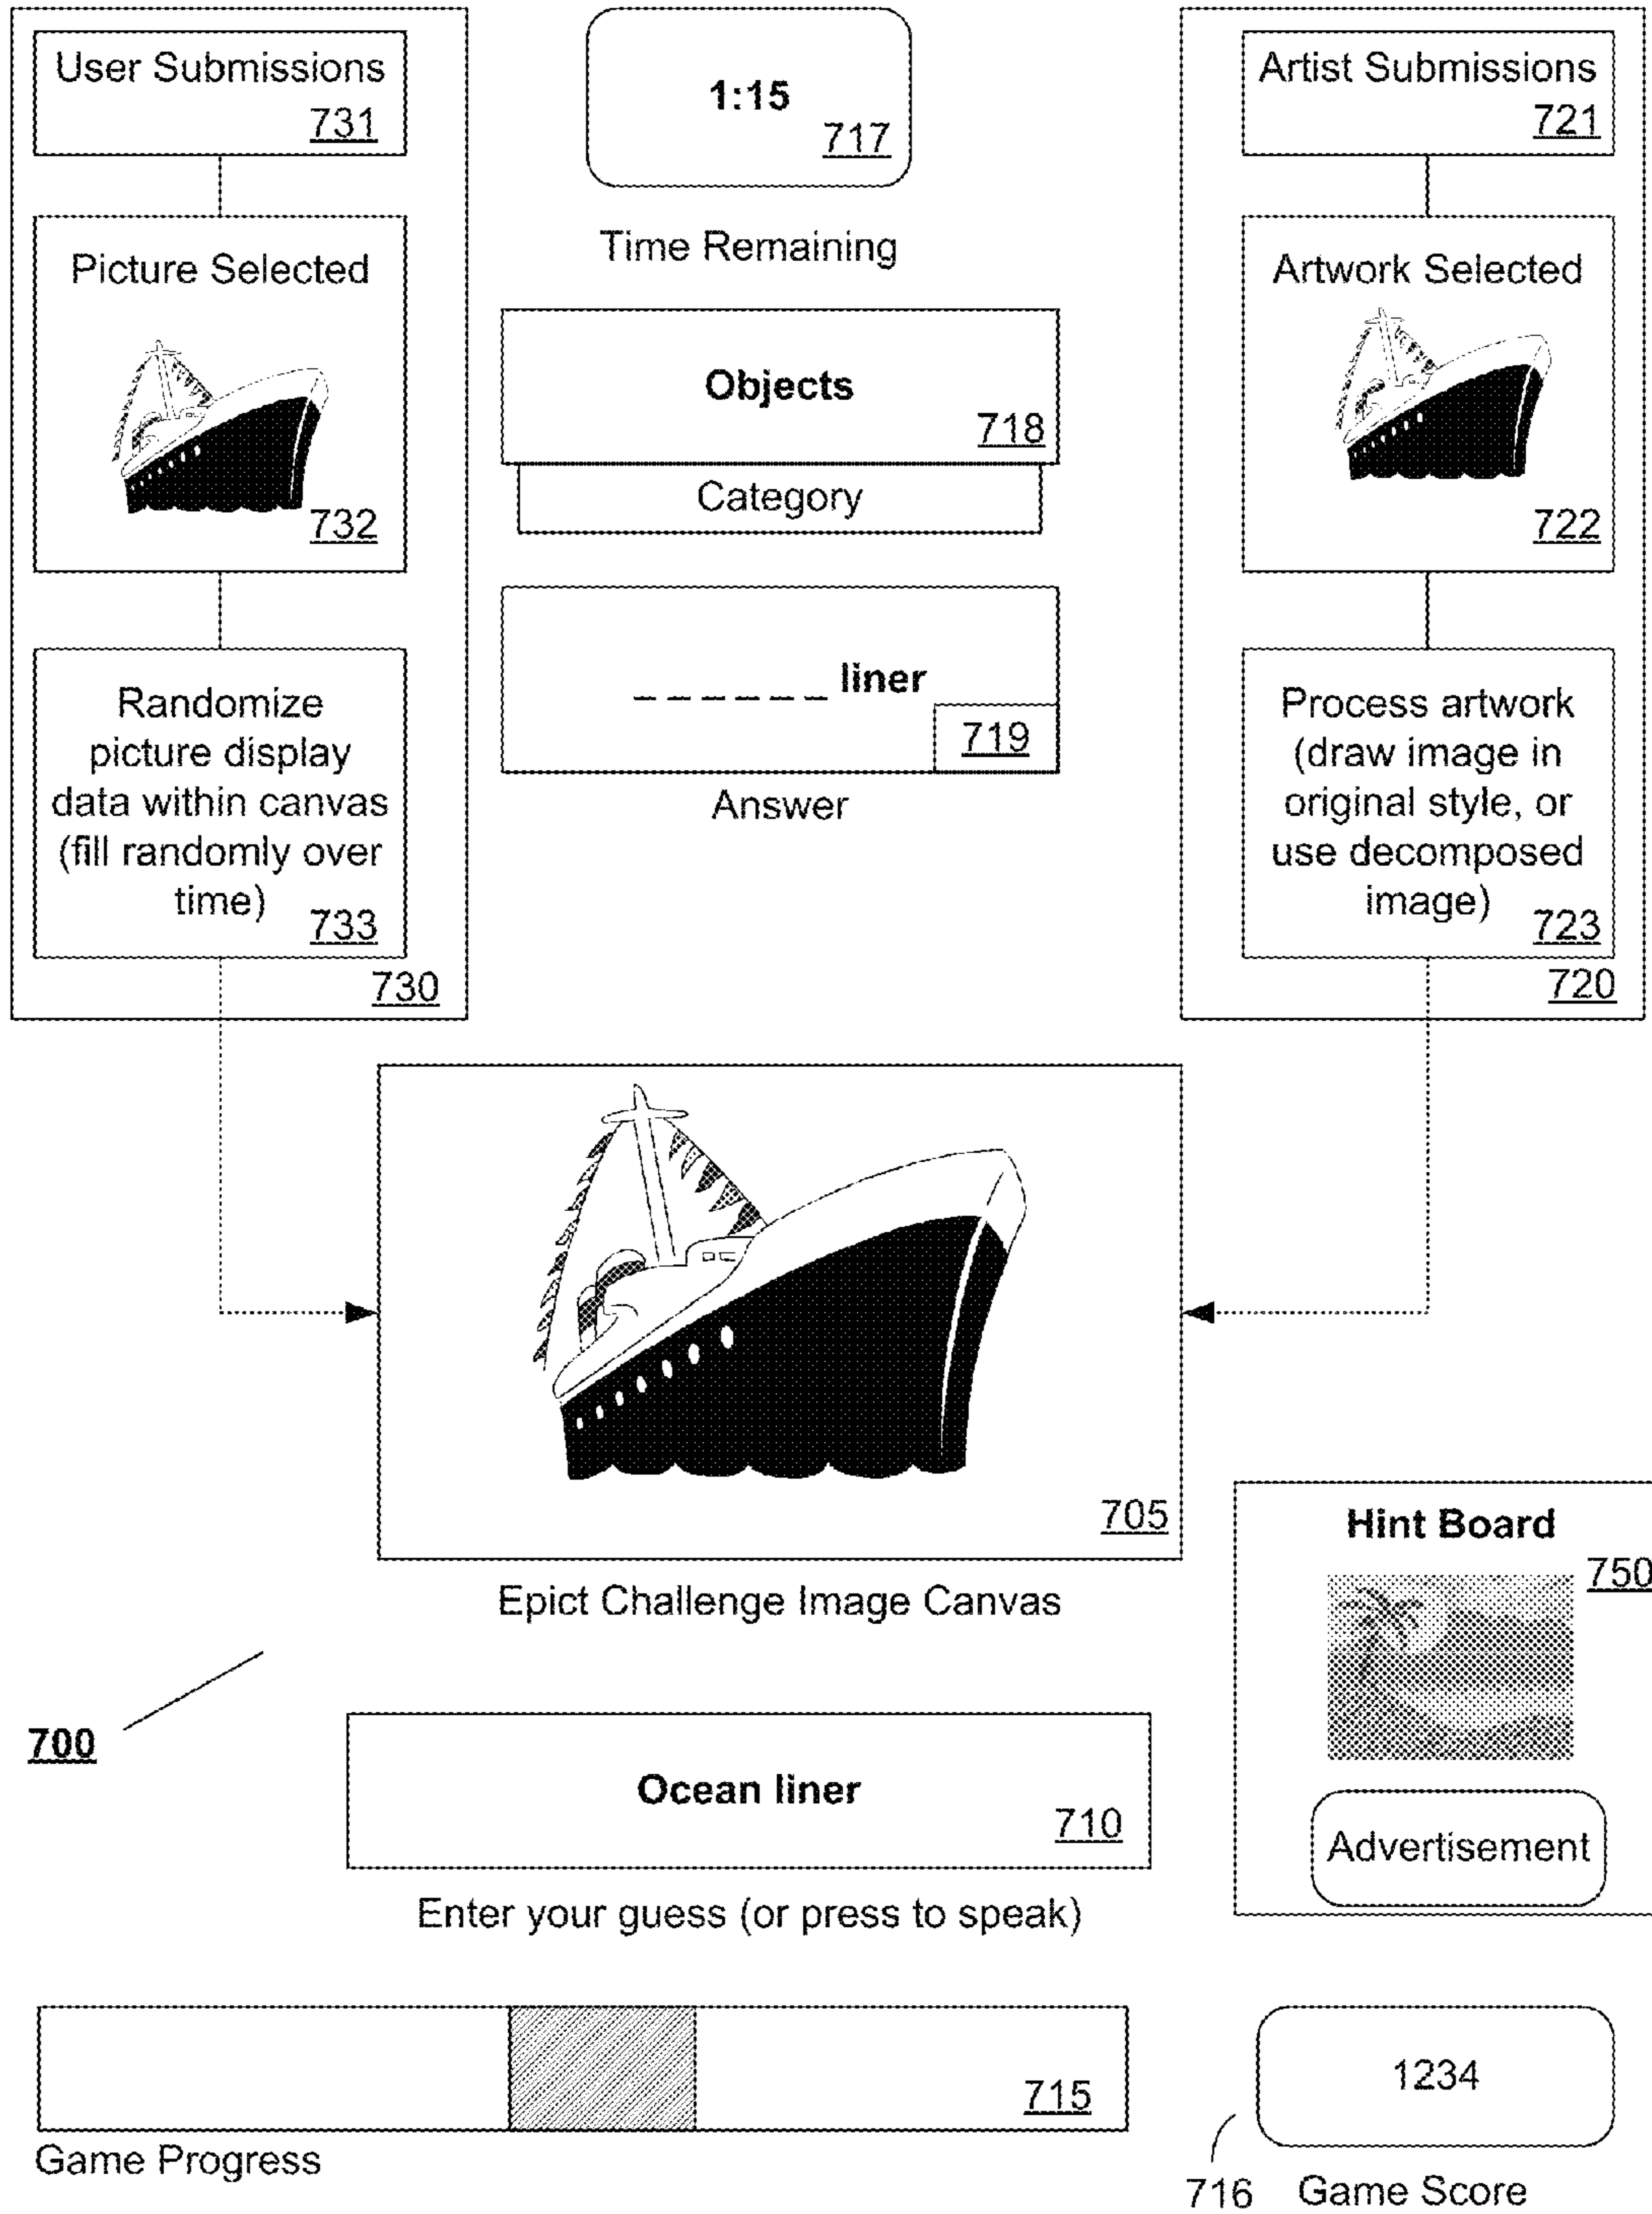 User Submissions
731
Picture Selected
732
Randomize
picture display
data within canvas
(fill randomly over
time)
733
730
1:15
717
Time Remaining
Objects
718
Category
_ _ _ _ _ _ liner
719
Answer
Artist Submissions
721
Artwork Selected
722
Process artwork
(draw image in
original style, or
use decomposed
image)
723
720
705
Epict Challenge Image Canvas
Hint Board
750
Advertisement
700
Ocean liner
710
Enter your guess (or press to speak)
715
Game Progress
1234
716
Game Score